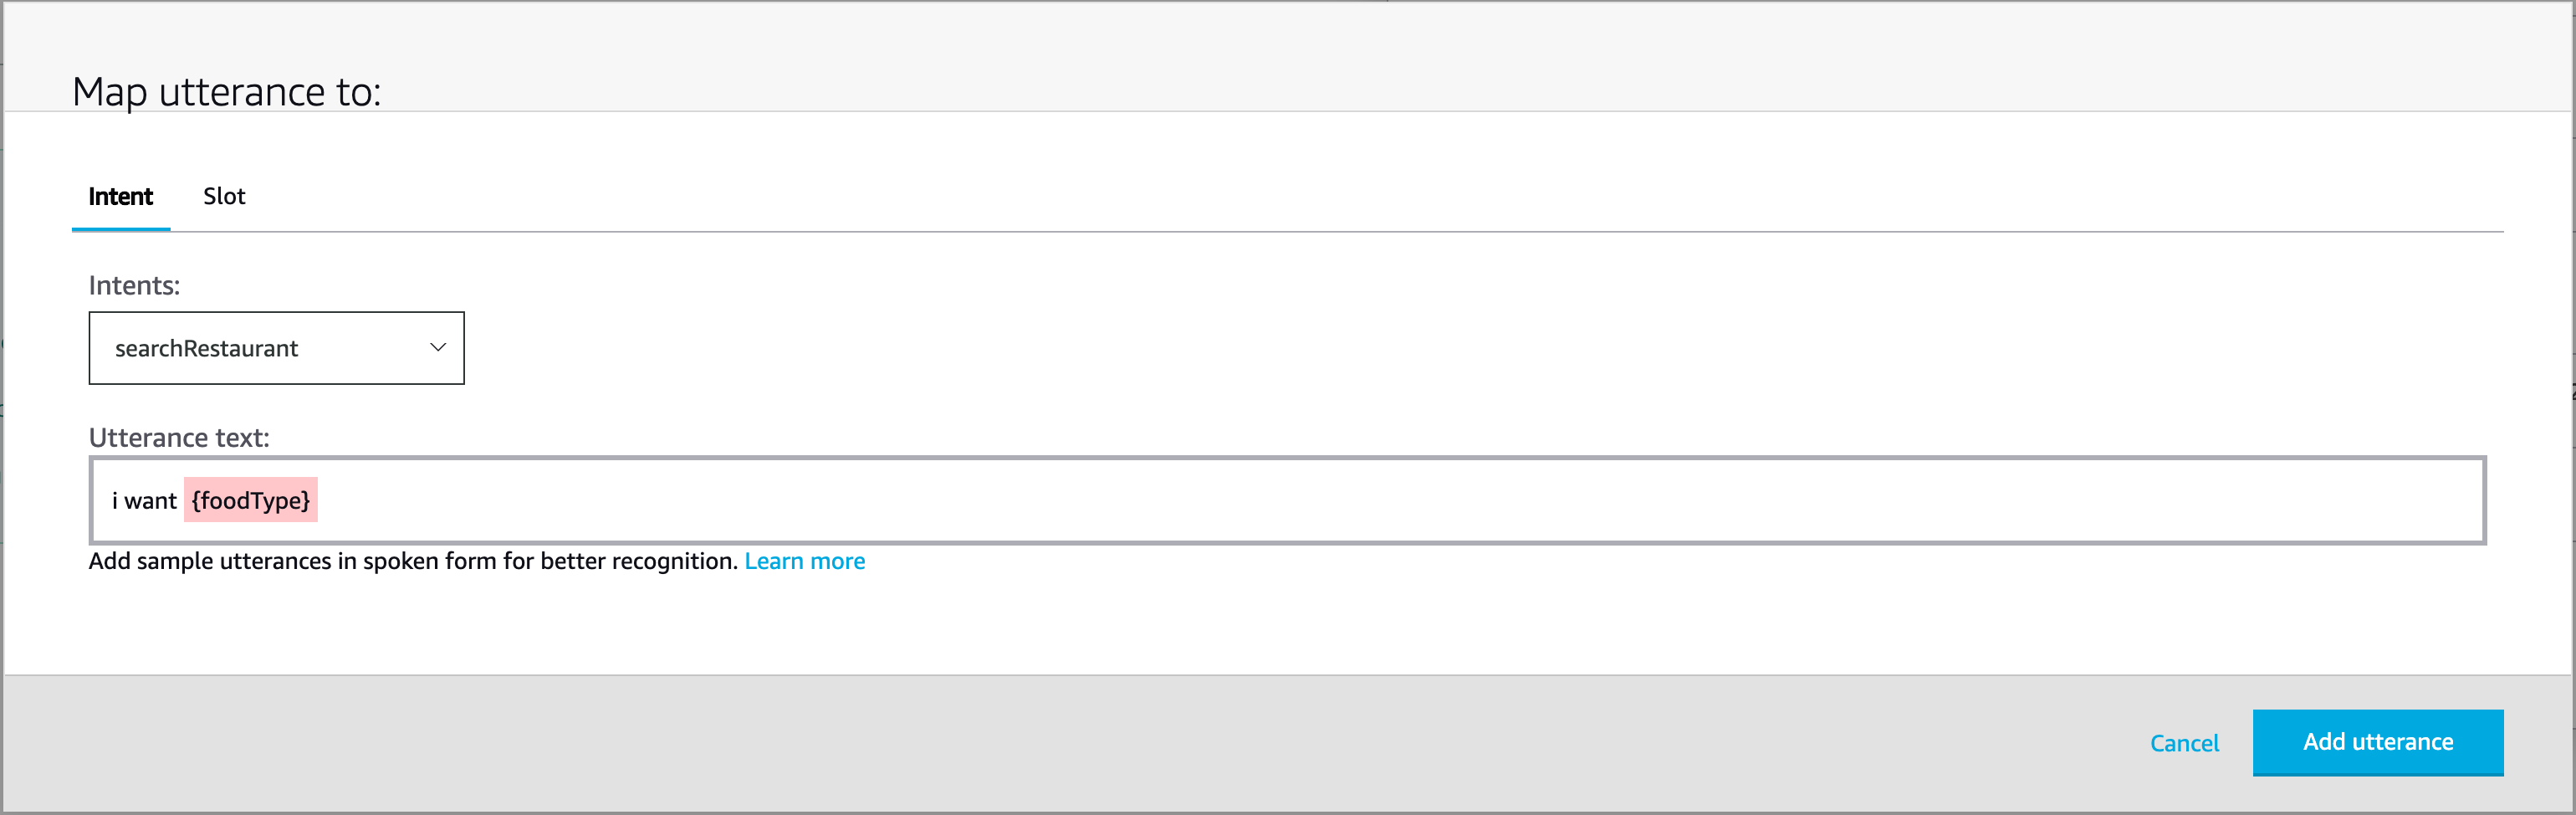 Map utterance to:
Intent Slot
Intents:
searchRestaurant
Utterance text:
i want {foodType}
Add sample utterances in spoken form for better recognition. Learn more
Cancel Add utterance